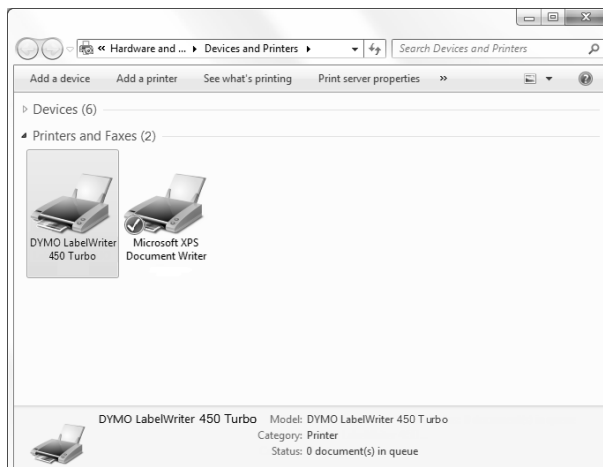 Hardware and ... Devices and Printers Search Devices and Printers
Add a device Add a printer See what's printing Print server properties »
Devices (6)
Printers and Faxes (2)
DYMO LabelWriter
450 Turbo
Microsoft XPS
Document Writer
DYMO LabelWriter 450 Turbo Model: DYMO LabelWriter 450 Turbo
Category: Printer
Status: 0 document(s) in queue